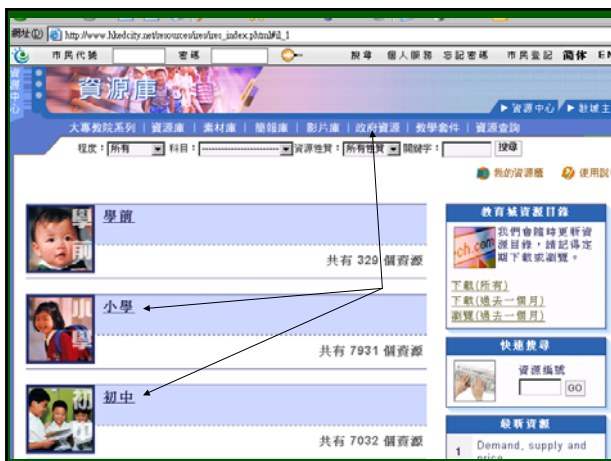 網址(D) http://www.hkedcity.net/resources/ires/ires_index.phtml#il_1
市民代號 密碼 搜尋 個人服務 忘記密碼 市民登記 簡体 EN
資源中心
資源庫
資源中心
大專教院系列 | 資源庫 | 素材庫 | 簡報庫 | 影片庫 | 政府資源 | 教學套件 | 資源查詢
程度：所有 科目：---------------- 資源性質：所有性質 關鍵字： 搜尋
我的資源櫃 使用說
學前
學前
共有 329 個資源
小學
小學
共有 7931 個資源
初中
初中
共有 7032 個資源
教育城資源目錄
ch.com
我們會隨時更新資
源目錄，請記得定
期下載或瀏覽。
下載(所有)
下載(過去一個月)
瀏覽(過去一個月)
快速搜尋
資源編號
GO
最新資源
1 Demand, supply and
price